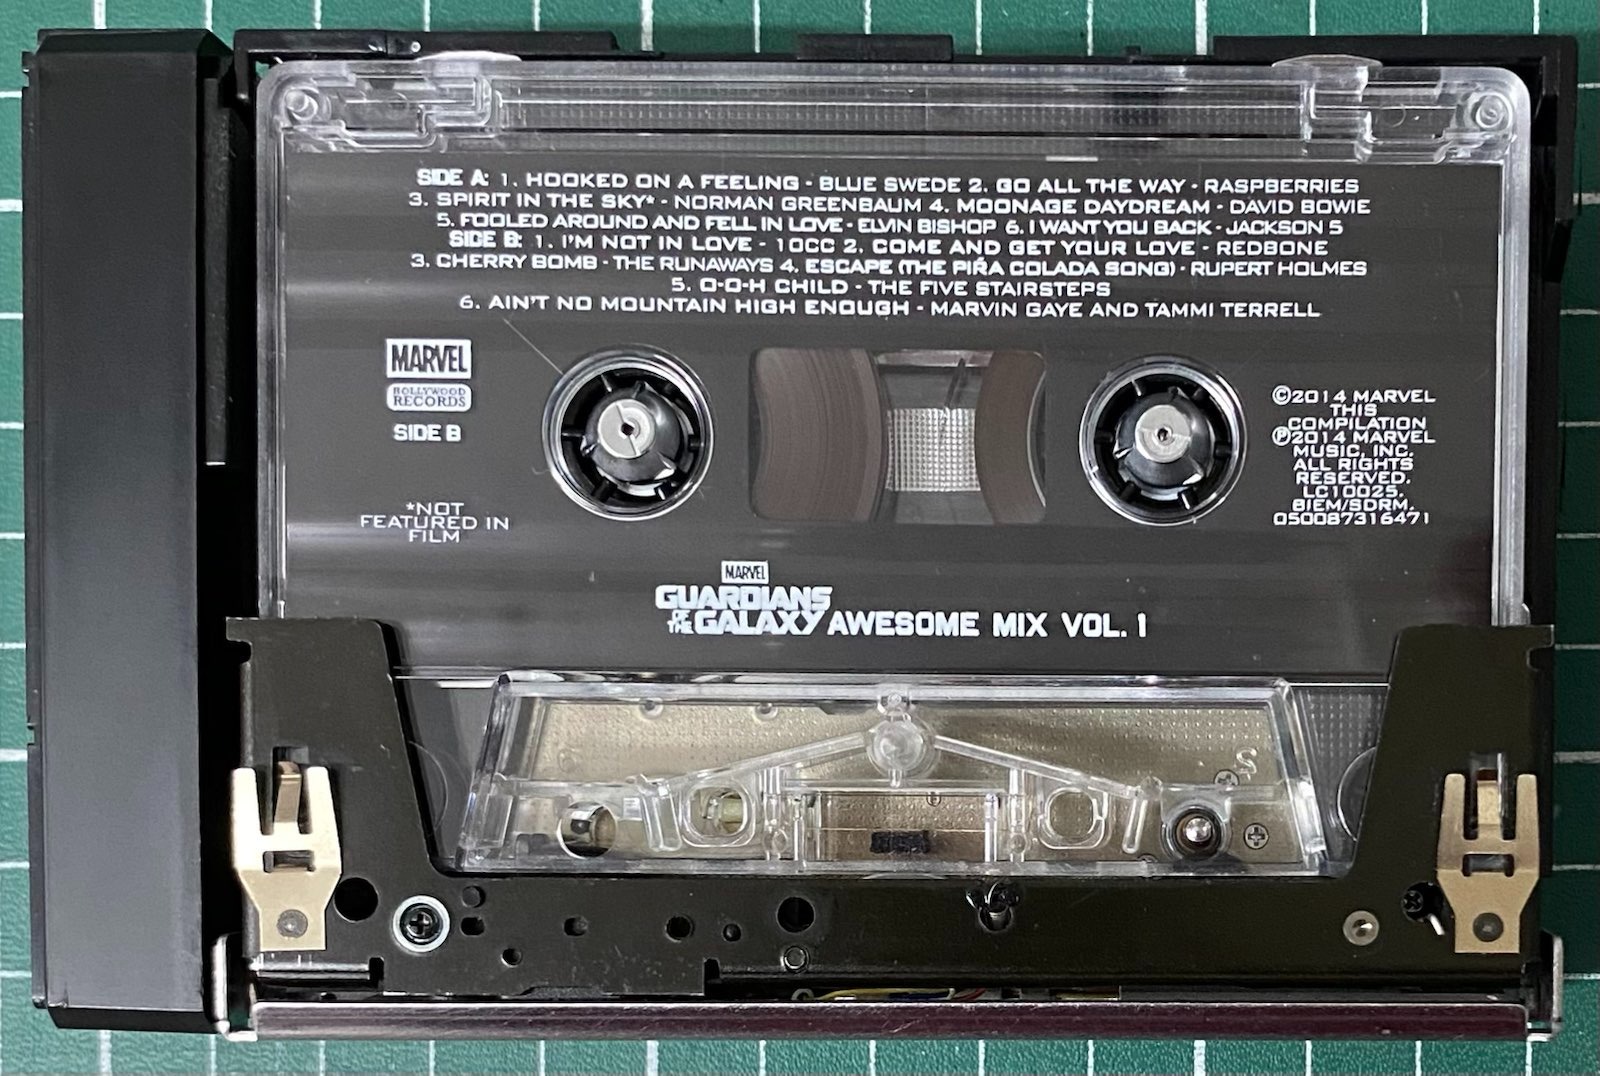 SIDE A: 1. HOOKED ON A FEELING - BLUE SWEDE 2. GO ALL THE WAY - RASPBERRIES
3. SPIRIT IN THE SKY* - NORMAN GREENBAUM 4. MOONAGE DAYDREAM - DAVID BOWIE
5. FOOLED AROUND AND FELL IN LOVE - ELVIN BISHOP 6. I WANT YOU BACK - JACKSON 5
SIDE B: 1. I'M NOT IN LOVE - 10CC 2. COME AND GET YOUR LOVE - REDBONE
3. CHERRY BOMB - THE RUNAWAYS 4. ESCAPE (THE PIŔA COLADA SONG) - RUPERT HOLMES
5. O-O-H CHILD - THE FIVE STAIRSTEPS
6. AIN'T NO MOUNTAIN HIGH ENOUGH - MARVIN GAYE AND TAMMI TERRELL
MARVEL
HOLLYWOOD
RECORDS
SIDE B
*NOT
FEATURED IN
FILM
©2014 MARVEL
THIS
COMPILATION
℗2014 MARVEL
MUSIC, INC.
ALL RIGHTS
RESERVED.
LC10025.
BIEM/SDRM.
050087316471
MARVEL
GUARDIANS
OF THE GALAXY AWESOME MIX VOL. 1
S